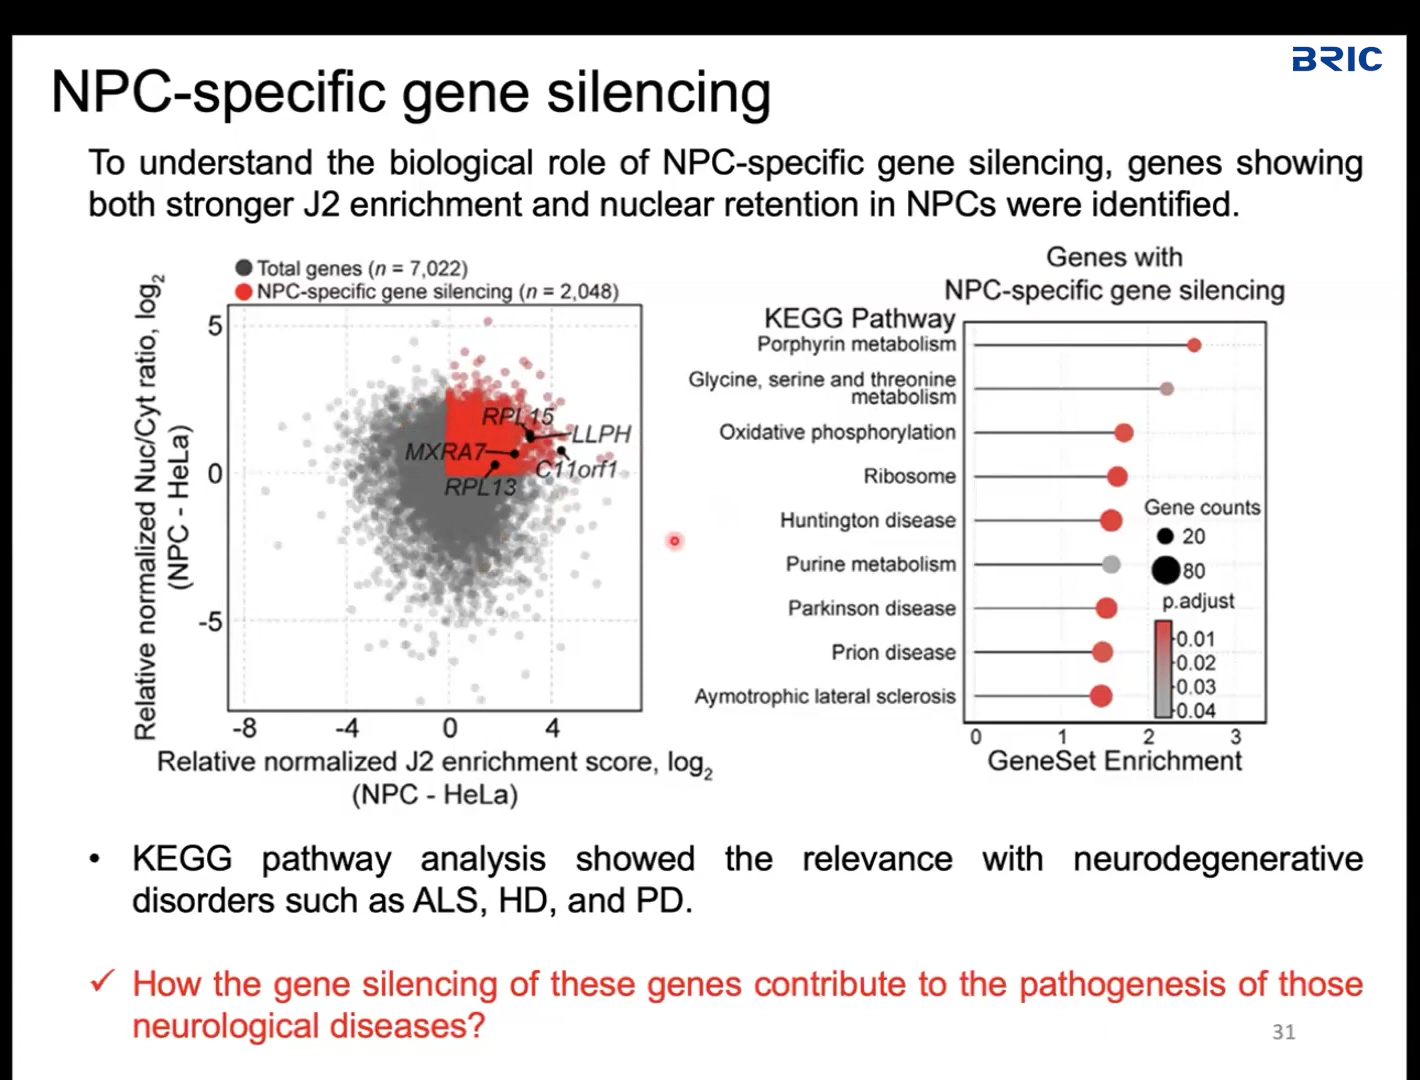 BRIC
NPC-specific gene silencing
To understand the biological role of NPC-specific gene silencing, genes showing
both stronger J2 enrichment and nuclear retention in NPCs were identified.
Total genes (n = 7,022)
NPC-specific gene silencing (n = 2,048)
Relative normalized Nuc/Cyt ratio, log2
(NPC - HeLa)
5
0
-5
RPL15
LLPH
MXRA7
C11orf1
RPL13
-8
-4
0
4
Relative normalized J2 enrichment score, log2
(NPC - HeLa)
Genes with
NPC-specific gene silencing
KEGG Pathway
Porphyrin metabolism
Glycine, serine and threonine
metabolism
Oxidative phosphorylation
Ribosome
Huntington disease
Purine metabolism
Parkinson disease
Prion disease
Aymotrophic lateral sclerosis
Gene counts
20
80
p.adjust
0.01
0.02
0.03
0.04
0
1
2
3
GeneSet Enrichment
• KEGG pathway analysis showed the relevance with neurodegenerative
disorders such as ALS, HD, and PD.
✓ How the gene silencing of these genes contribute to the pathogenesis of those
neurological diseases?
31